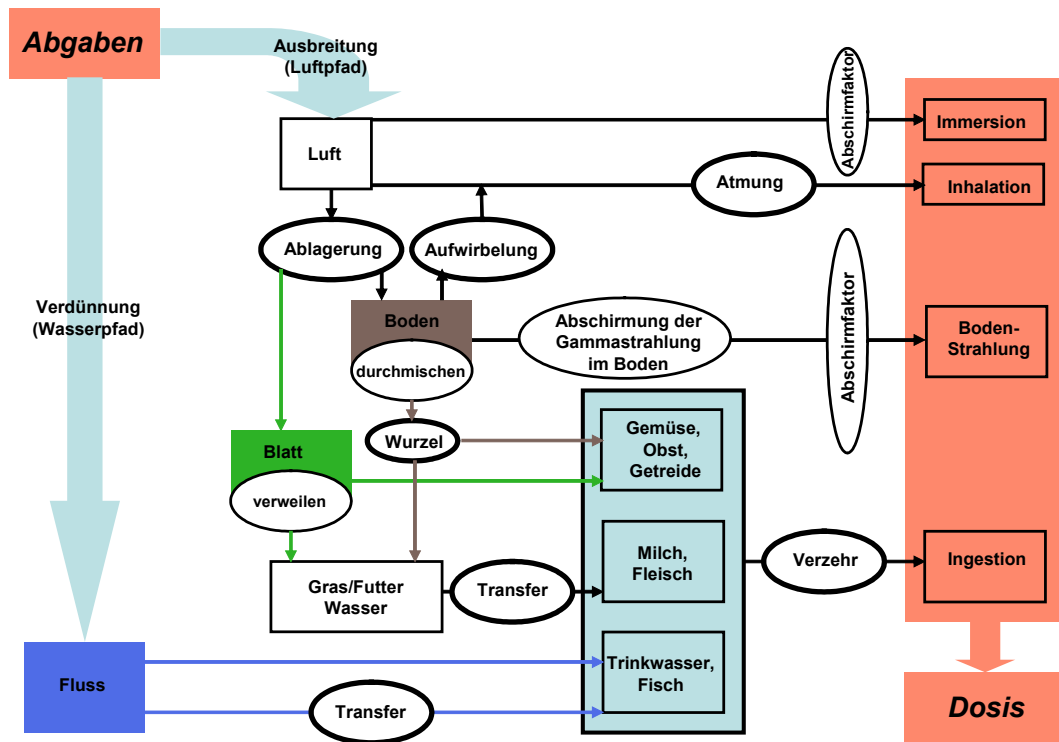 Abgaben
Ausbreitung
(Luftpfad)
Abschirmfaktor
Immersion
Luft
Atmung
Inhalation
Ablagerung
Aufwirbelung
Verdünnung
(Wasserpfad)
Boden
durchmischen
Abschirmung der
Gammastrahlung
im Boden
Abschirmfaktor
Boden-
Strahlung
Blatt
verweilen
Wurzel
Gemüse,
Obst,
Getreide
Gras/Futter
Wasser
Transfer
Milch,
Fleisch
Verzehr
Ingestion
Fluss
Transfer
Trinkwasser,
Fisch
Dosis